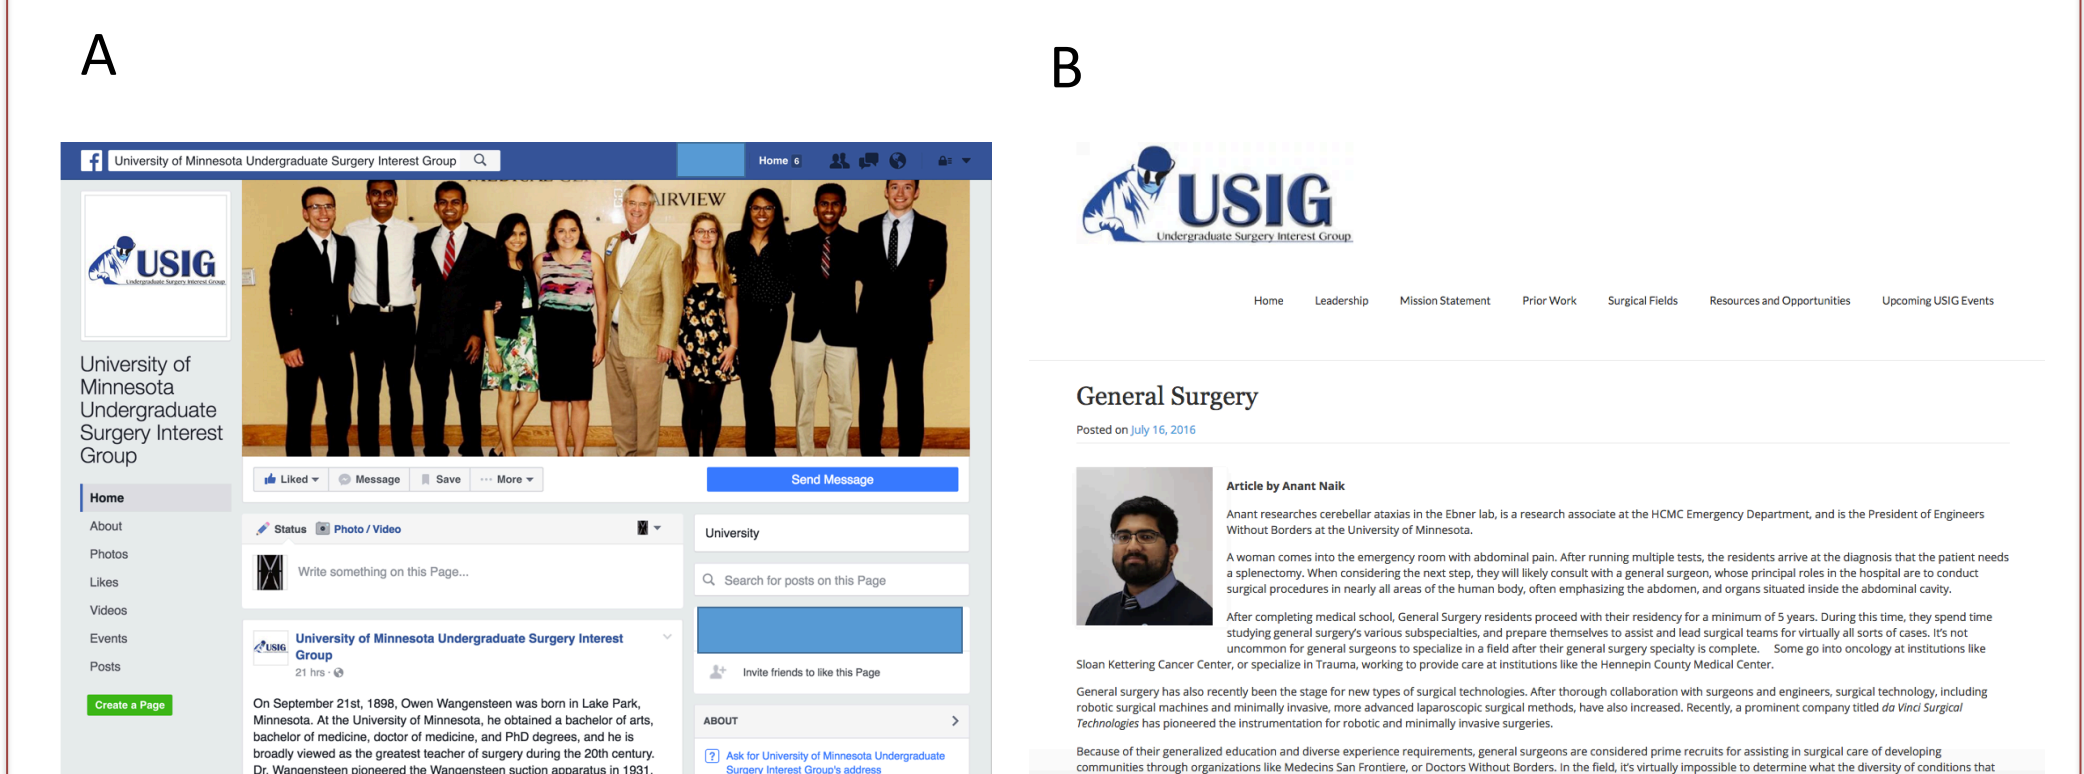 A
University of Minnesota Undergraduate Surgery Interest Group
Home 6
USIG
Undergraduate Surgery Interest Group
University of
Minnesota
Undergraduate
Surgery Interest
Group
Home
About
Photos
Likes
Videos
Events
Posts
Create a Page
Liked
Message
Save
More
Send Message
Status
Photo / Video
Write something on this Page...
USIG
University of Minnesota Undergraduate Surgery Interest
Group
21 hrs ·
On September 21st, 1898, Owen Wangensteen was born in Lake Park,
Minnesota. At the University of Minnesota, he obtained a bachelor of arts,
bachelor of medicine, doctor of medicine, and PhD degrees, and he is
broadly viewed as the greatest teacher of surgery during the 20th century.
Dr. Wangensteen pioneered the Wangensteen suction apparatus in 1931,
University
Search for posts on this Page
Invite friends to like this Page
ABOUT
Ask for University of Minnesota Undergraduate
Surgery Interest Group's address
B
USIG
Undergraduate Surgery Interest Group
Home Leadership Mission Statement Prior Work Surgical Fields Resources and Opportunities Upcoming USIG Events
General Surgery
Posted on July 16, 2016
Article by Anant Naik
Anant researches cerebellar ataxias in the Ebner lab, is a research associate at the HCMC Emergency Department, and is the President of Engineers
Without Borders at the University of Minnesota.
A woman comes into the emergency room with abdominal pain. After running multiple tests, the residents arrive at the diagnosis that the patient needs
a splenectomy. When considering the next step, they will likely consult with a general surgeon, whose principal roles in the hospital are to conduct
surgical procedures in nearly all areas of the human body, often emphasizing the abdomen, and organs situated inside the abdominal cavity.
After completing medical school, General Surgery residents proceed with their residency for a minimum of 5 years. During this time, they spend time
studying general surgery's various subspecialties, and prepare themselves to assist and lead surgical teams for virtually all sorts of cases. It's not
uncommon for general surgeons to specialize in a field after their general surgery specialty is complete. Some go into oncology at institutions like
Sloan Kettering Cancer Center, or specialize in Trauma, working to provide care at institutions like the Hennepin County Medical Center.
General surgery has also recently been the stage for new types of surgical technologies. After thorough collaboration with surgeons and engineers, surgical technology, including
robotic surgical machines and minimally invasive, more advanced laparoscopic surgical methods, have also increased. Recently, a prominent company titled da Vinci Surgical
Technologies has pioneered the instrumentation for robotic and minimally invasive surgeries.
Because of their generalized education and diverse experience requirements, general surgeons are considered prime recruits for assisting in surgical care of developing
communities through organizations like Medecins San Frontiere, or Doctors Without Borders. In the field, it's virtually impossible to determine what the diversity of conditions that